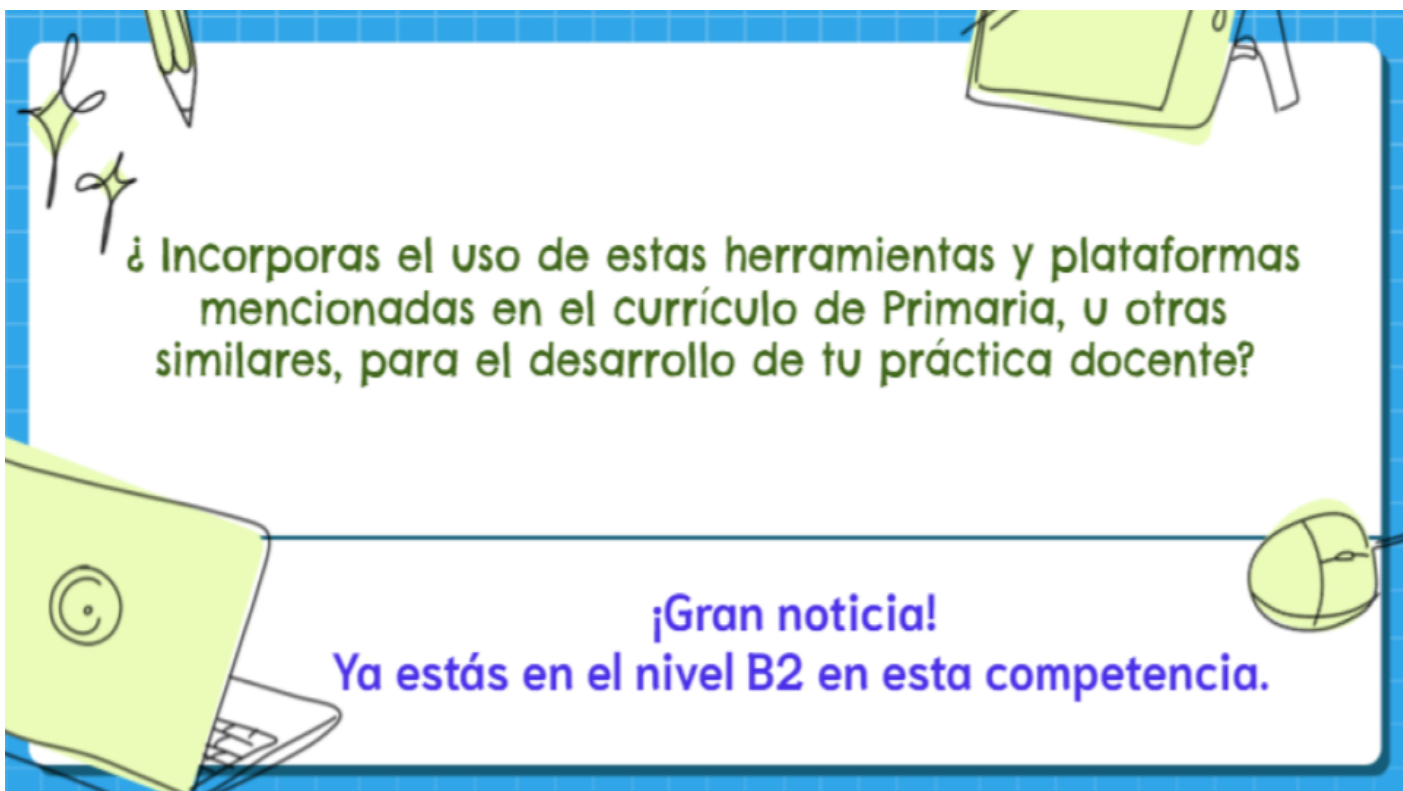 ¿ Incorporas el uso de estas herramientas y plataformas
mencionadas en el currículo de Primaria, u otras
similares, para el desarrollo de tu práctica docente?
¡Gran noticia!
Ya estás en el nivel B2 en esta competencia.